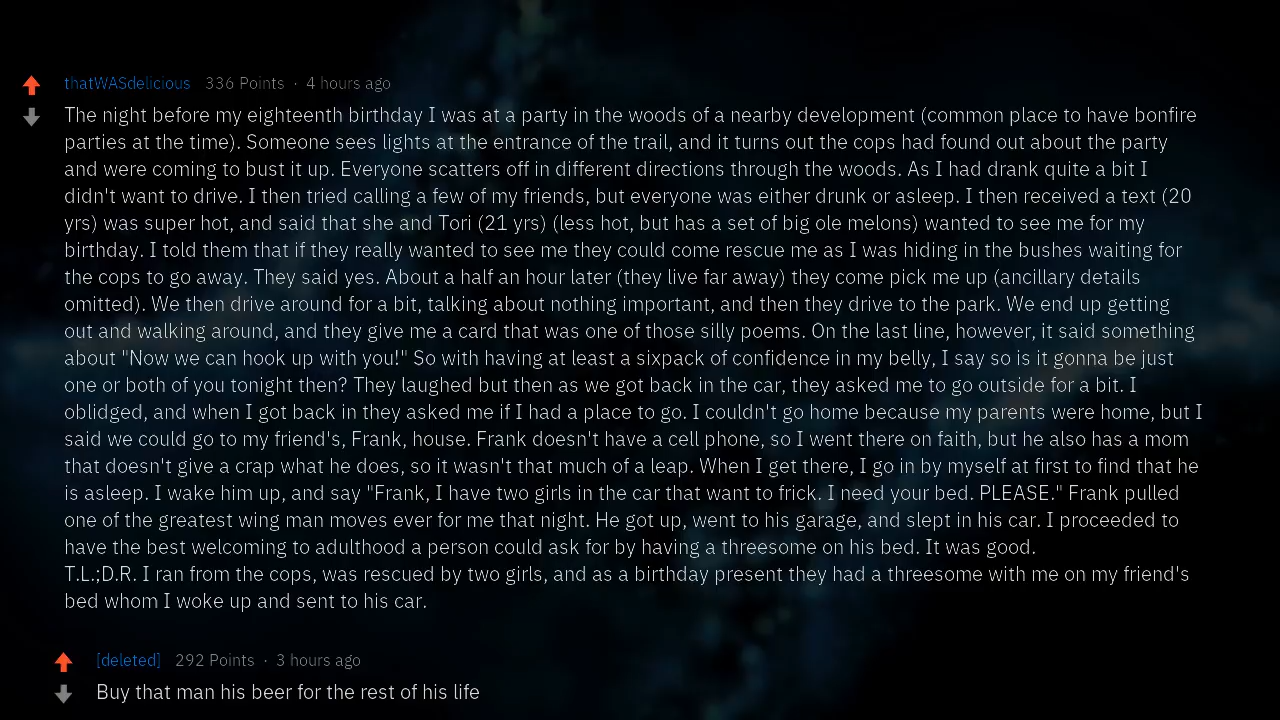 thatWASdelicious 336 Points · 4 hours ago
The night before my eighteenth birthday I was at a party in the woods of a nearby development (common place to have bonfire
parties at the time). Someone sees lights at the entrance of the trail, and it turns out the cops had found out about the party
and were coming to bust it up. Everyone scatters off in different directions through the woods. As I had drank quite a bit I
didn't want to drive. I then tried calling a few of my friends, but everyone was either drunk or asleep. I then received a text (20
yrs) was super hot, and said that she and Tori (21 yrs) (less hot, but has a set of big ole melons) wanted to see me for my
birthday. I told them that if they really wanted to see me they could come rescue me as I was hiding in the bushes waiting for
the cops to go away. They said yes. About a half an hour later (they live far away) they come pick me up (ancillary details
omitted). We then drive around for a bit, talking about nothing important, and then they drive to the park. We end up getting
out and walking around, and they give me a card that was one of those silly poems. On the last line, however, it said something
about "Now we can hook up with you!" So with having at least a sixpack of confidence in my belly, I say so is it gonna be just
one or both of you tonight then? They laughed but then as we got back in the car, they asked me to go outside for a bit. I
obliged, and when I got back in they asked me if I had a place to go. I couldn't go home because my parents were home, but I
said we could go to my friend's, Frank, house. Frank doesn't have a cell phone, so I went there on faith, but he also has a mom
that doesn't give a crap what he does, so it wasn't that much of a leap. When I get there, I go in by myself at first to find that he
is asleep. I wake him up, and say "Frank, I have two girls in the car that want to frick. I need your bed. PLEASE." Frank pulled
one of the greatest wing man moves ever for me that night. He got up, went to his garage, and slept in his car. I proceeded to
have the best welcoming to adulthood a person could ask for by having a threesome on his bed. It was good.
T.L.;D.R. I ran from the cops, was rescued by two girls, and as a birthday present they had a threesome with me on my friend's
bed whom I woke up and sent to his car.
[deleted] 292 Points · 3 hours ago
Buy that man his beer for the rest of his life